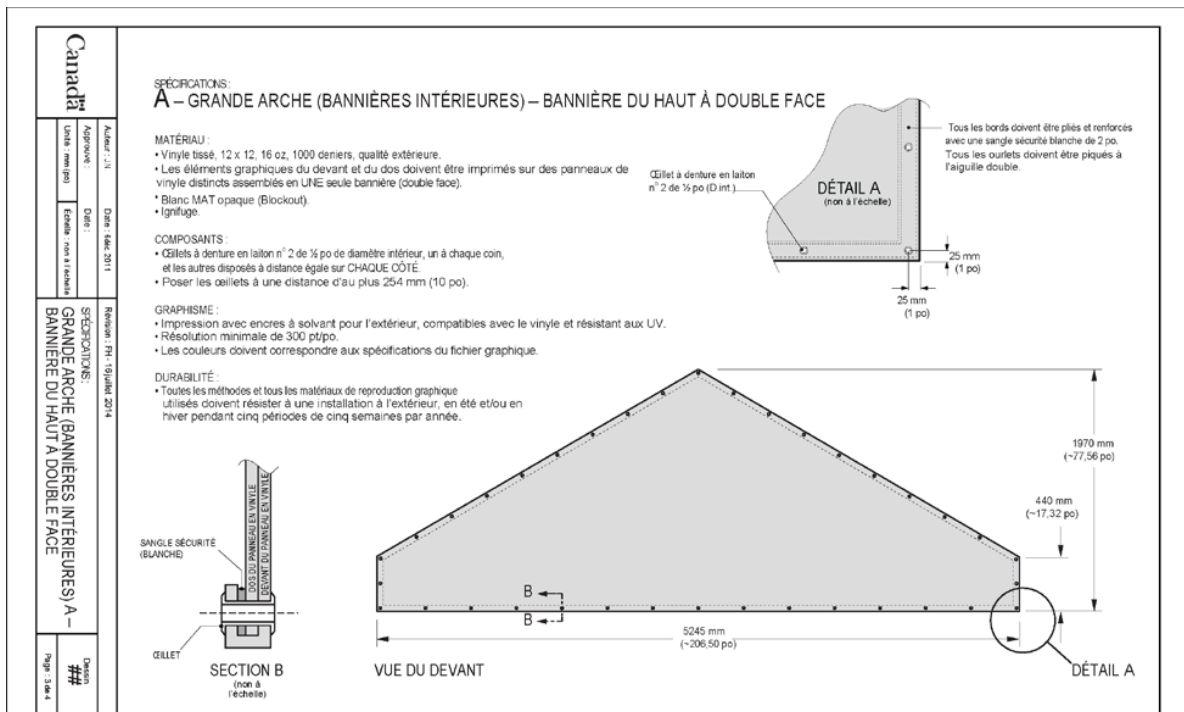 SPÉCIFICATIONS :
A – GRANDE ARCHE (BANNIÈRES INTÉRIEURES) – BANNIÈRE DU HAUT À DOUBLE FACE
MATÉRIAU :
• Vinyle tissé, 12 x 12, 16 oz, 1000 deniers, qualité extérieure.
• Les éléments graphiques du devant et du dos doivent être imprimés sur des panneaux de
vinyle distincts assemblés en UNE seule bannière (double face).
* Blanc MAT opaque (Blockout).
• Ignifuge.
COMPOSANTS :
• Œillets à denture en laiton n° 2 de ½ po de diamètre intérieur, un à chaque coin,
et les autres disposés à distance égale sur CHAQUE CÔTÉ.
• Poser les œillets à une distance d'au plus 254 mm (10 po).
GRAPHISME :
• Impression avec encres à solvant pour l'extérieur, compatibles avec le vinyle et résistant aux UV.
• Résolution minimale de 300 pt/po.
• Les couleurs doivent correspondre aux spécifications du fichier graphique.
DURABILITÉ :
• Toutes les méthodes et tous les matériaux de reproduction graphique
utilisés doivent résister à une installation à l'extérieur, en été et/ou en
hiver pendant cinq périodes de cinq semaines par année.
Œillet à denture en laiton
n° 2 de ½ po (D int.)
DÉTAIL A
(non à l'échelle)
Tous les bords doivent être pliés et renforcés
avec une sangle sécurité blanche de 2 po.
Tous les ourlets doivent être piqués à
l'aiguille double.
25 mm
(1 po)
25 mm
(1 po)
1970 mm
(~77,56 po)
440 mm
(~17,32 po)
B
B
5245 mm
(~206,50 po)
VUE DU DEVANT
DÉTAIL A
SANGLE SÉCURITÉ
(BLANCHE)
DOS DU PANNEAU EN VINYLE
DEVANT DU PANNEAU EN VINYLE
ŒILLET
SECTION B
(non à
l'échelle)
Canada
Auteur : JN
Date : 6 déc 2011
Approuvé :
Date :
Unité : mm (po)
Échelle : non à l'échelle
Révision : FH - 16 juillet 2014
SPÉCIFICATIONS:
GRANDE ARCHE (BANNIÈRES INTÉRIEURES) A –
BANNIÈRE DU HAUT À DOUBLE FACE
Dessin
##
Page : 3 de 4